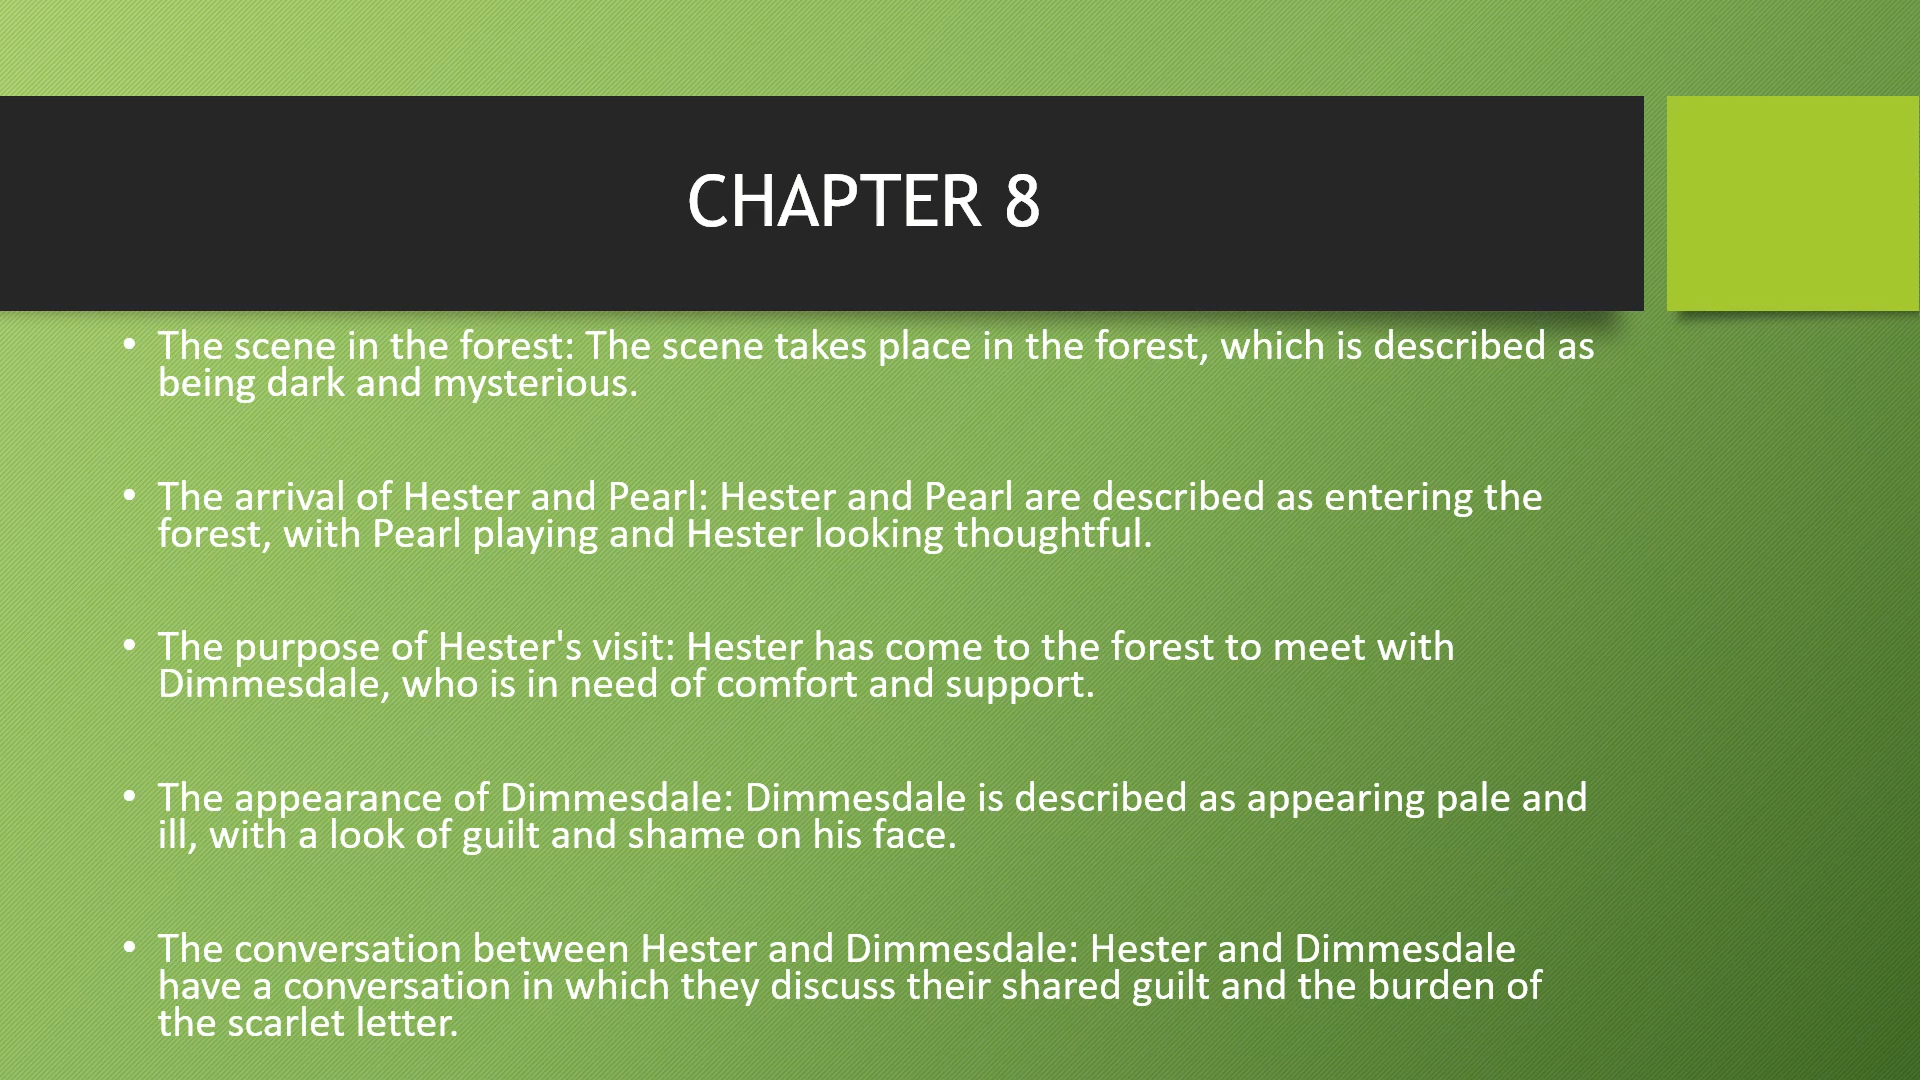 CHAPTER 8
• The scene in the forest: The scene takes place in the forest, which is described as
being dark and mysterious.
• The arrival of Hester and Pearl: Hester and Pearl are described as entering the
forest, with Pearl playing and Hester looking thoughtful.
• The purpose of Hester's visit: Hester has come to the forest to meet with
Dimmesdale, who is in need of comfort and support.
• The appearance of Dimmesdale: Dimmesdale is described as appearing pale and
ill, with a look of guilt and shame on his face.
• The conversation between Hester and Dimmesdale: Hester and Dimmesdale
have a conversation in which they discuss their shared guilt and the burden of
the scarlet letter.